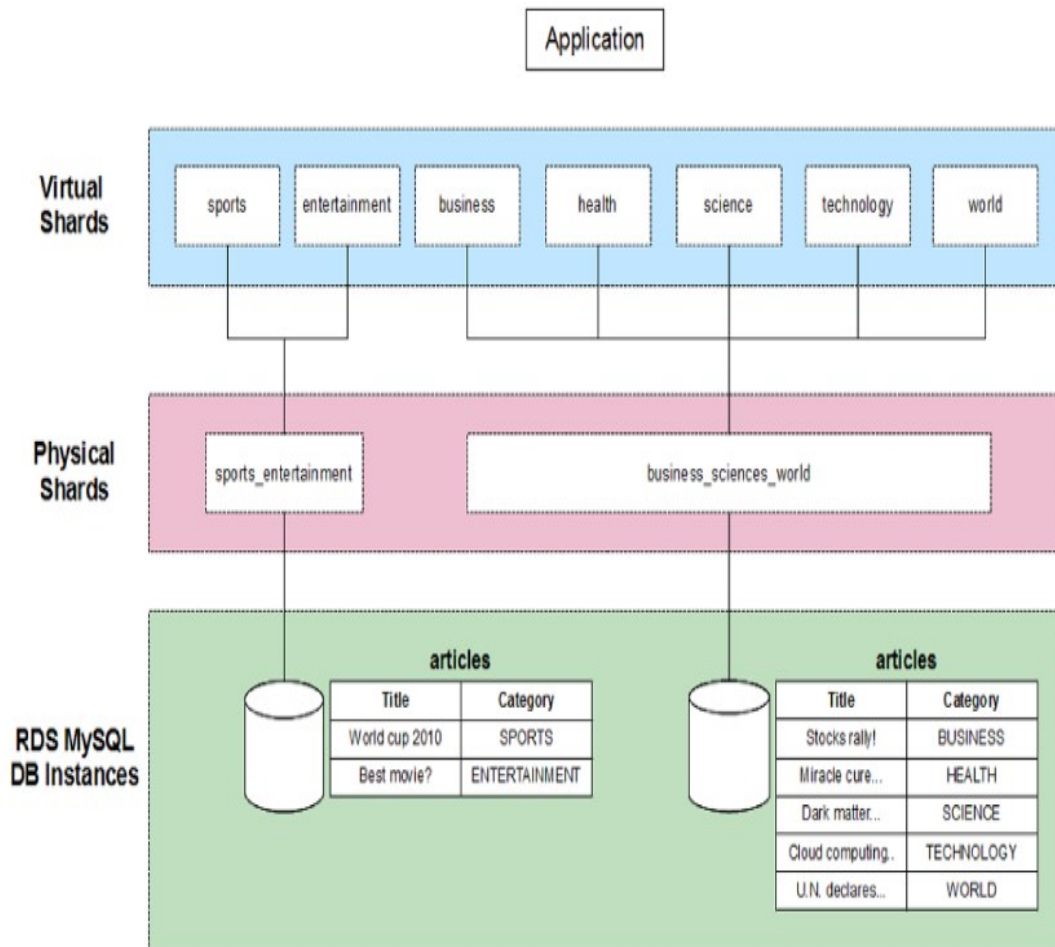 Application
Virtual
Shards
sports
entertainment
business
health
science
technology
world
Physical
Shards
sports_entertainment
business_sciences_world
RDS MySQL
DB Instances
articles
Title Category
World cup 2010 SPORTS
Best movie? ENTERTAINMENT
articles
Title Category
Stocks rally! BUSINESS
Miracle cure... HEALTH
Dark matter... SCIENCE
Cloud computing.. TECHNOLOGY
U.N. declares... WORLD